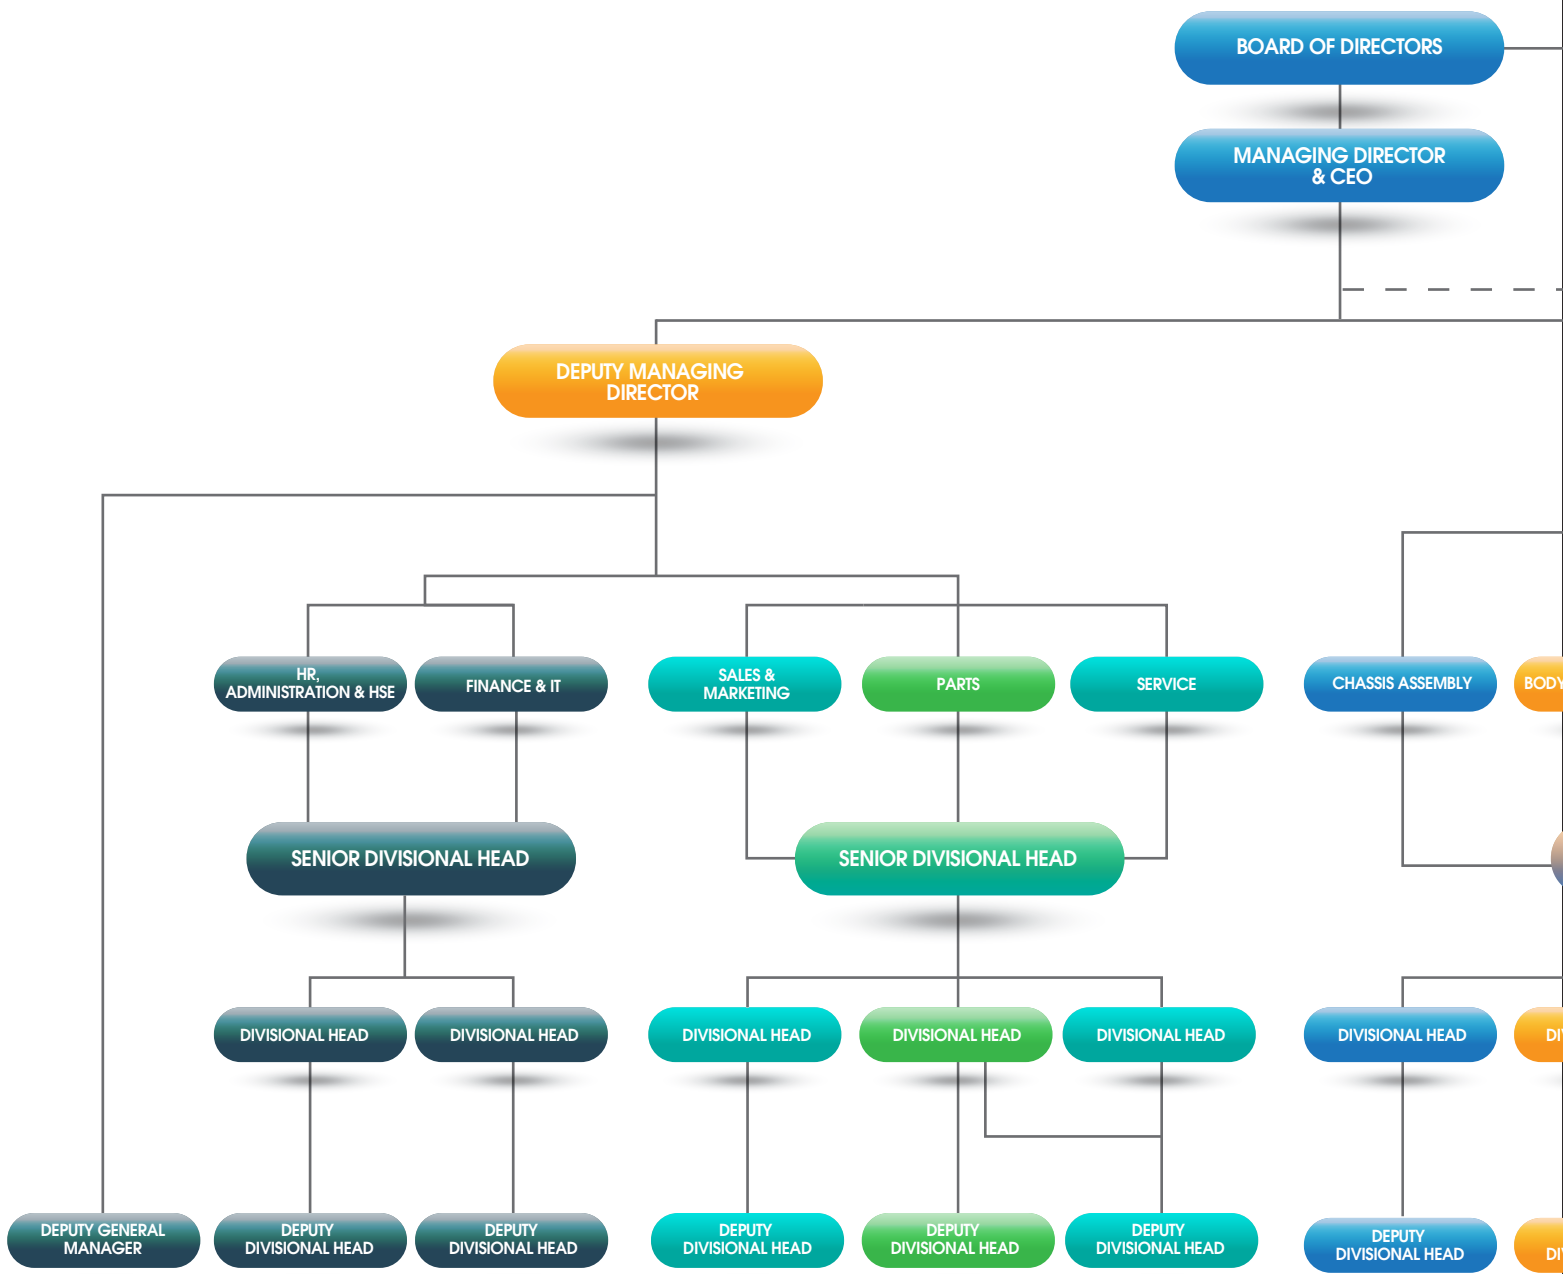 BOARD OF DIRECTORS
MANAGING DIRECTOR
& CEO
DEPUTY MANAGING
DIRECTOR
HR,
ADMINISTRATION & HSE
FINANCE & IT
SALES &
MARKETING
PARTS
SERVICE
CHASSIS ASSEMBLY
BODY
SENIOR DIVISIONAL HEAD
SENIOR DIVISIONAL HEAD
DIVISIONAL HEAD
DIVISIONAL HEAD
DIVISIONAL HEAD
DIVISIONAL HEAD
DIVISIONAL HEAD
DIVISIONAL HEAD
DEPUTY GENERAL
MANAGER
DEPUTY
DIVISIONAL HEAD
DEPUTY
DIVISIONAL HEAD
DEPUTY
DIVISIONAL HEAD
DEPUTY
DIVISIONAL HEAD
DEPUTY
DIVISIONAL HEAD
DEPUTY
DIVISIONAL HEAD